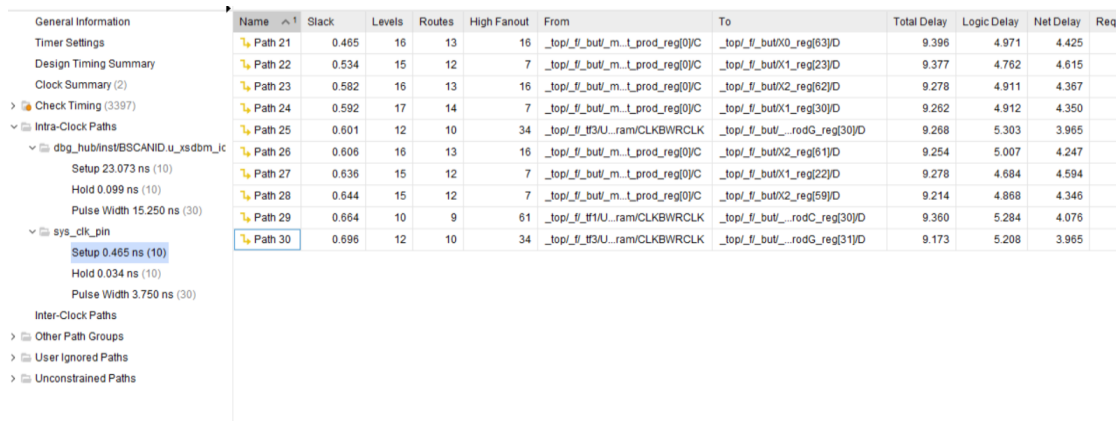 General Information
Timer Settings
Design Timing Summary
Clock Summary (2)
Check Timing (3397)
Intra-Clock Paths
dbg_hub/inst/BSCANID.u_xsdbm_ic
Setup 23.073 ns (10)
Hold 0.099 ns (10)
Pulse Width 15.250 ns (30)
sys_clk_pin
Setup 0.465 ns (10)
Hold 0.034 ns (10)
Pulse Width 3.750 ns (30)
Inter-Clock Paths
Other Path Groups
User Ignored Paths
Unconstrained Paths
Name 1 Slack Levels Routes High Fanout From To Total Delay Logic Delay Net Delay Req
Path 21 0.465 16 13 16 _top/_f/_but/_m...t_prod_reg[0]/C _top/_f/_but/X0_reg[63]/D 9.396 4.971 4.425
Path 22 0.534 15 12 7 _top/_f/_but/_m...t_prod_reg[0]/C _top/_f/_but/X1_reg[23]/D 9.377 4.762 4.615
Path 23 0.582 16 13 16 _top/_f/_but/_m...t_prod_reg[0]/C _top/_f/_but/X2_reg[62]/D 9.278 4.911 4.367
Path 24 0.592 17 14 7 _top/_f/_but/_m...t_prod_reg[0]/C _top/_f/_but/X1_reg[30]/D 9.262 4.912 4.350
Path 25 0.601 12 10 34 _top/_f/_tf3/U...ram/CLKBWRCLK _top/_f/_but/_...rodG_reg[30]/D 9.268 5.303 3.965
Path 26 0.606 16 13 16 _top/_f/_but/_m...t_prod_reg[0]/C _top/_f/_but/X2_reg[61]/D 9.254 5.007 4.247
Path 27 0.636 15 12 7 _top/_f/_but/_m...t_prod_reg[0]/C _top/_f/_but/X1_reg[22]/D 9.278 4.684 4.594
Path 28 0.644 15 12 7 _top/_f/_but/_m...t_prod_reg[0]/C _top/_f/_but/X2_reg[59]/D 9.214 4.868 4.346
Path 29 0.664 10 9 61 _top/_f/_tf1/U...ram/CLKBWRCLK _top/_f/_but/_...rodC_reg[30]/D 9.360 5.284 4.076
Path 30 0.696 12 10 34 _top/_f/_tf3/U...ram/CLKBWRCLK _top/_f/_but/_...rodG_reg[31]/D 9.173 5.208 3.965